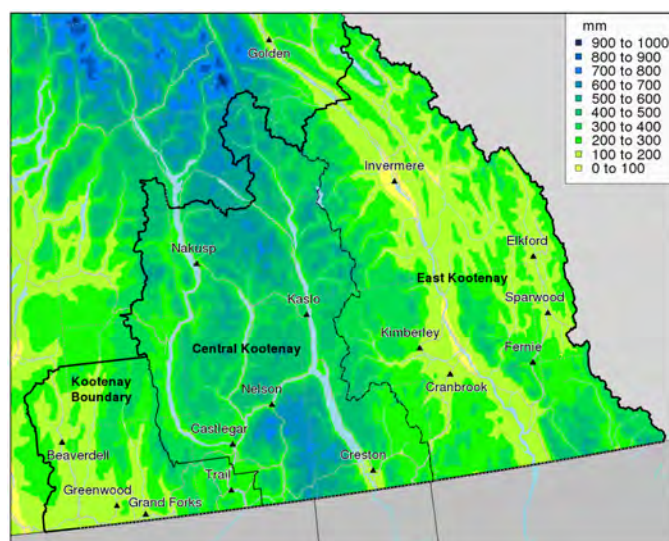 mm
900 to 1000
800 to 900
700 to 800
600 to 700
500 to 600
400 to 500
300 to 400
200 to 300
100 to 200
0 to 100
Golden
Invermere
Elkford
Nakusp
East Kootenay
Sparwood
Kaslo
Kimberley
Central Kootenay
Fernie
Kootenay
Boundary
Cranbrook
Nelson
Castlegar
Beaverdell
Creston
Trail
Greenwood
Grand Forks